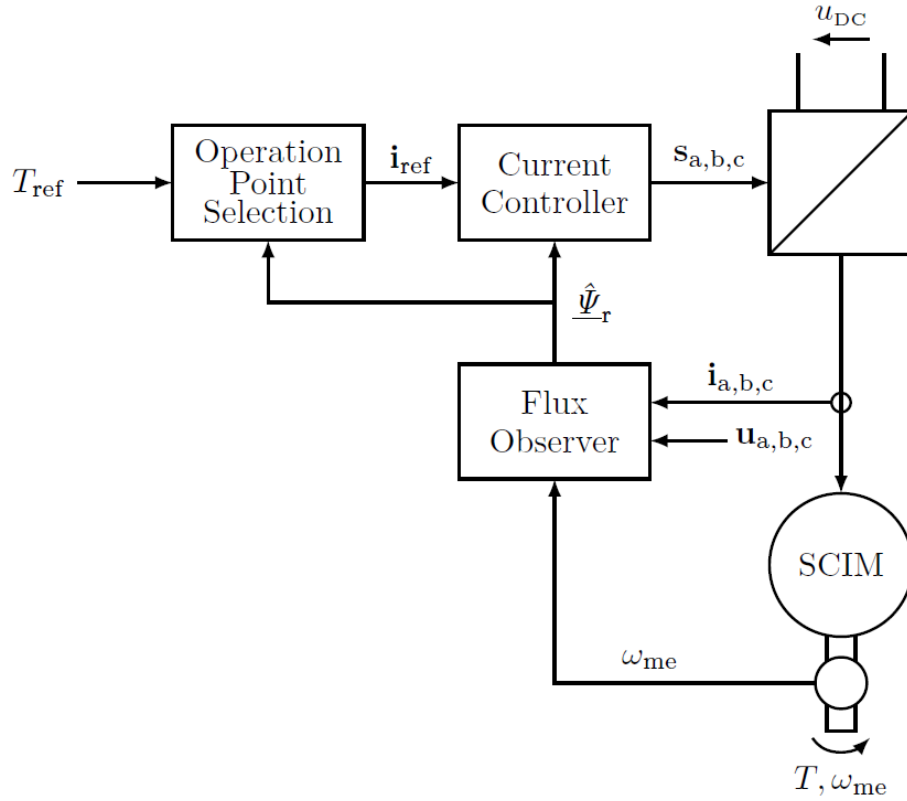 u_DC
Operation
Point
Selection
T_ref
i_ref
Current
Controller
s_a,b,c
Ψ̂_r
Flux
Observer
i_a,b,c
u_a,b,c
SCIM
ω_me
T, ω_me